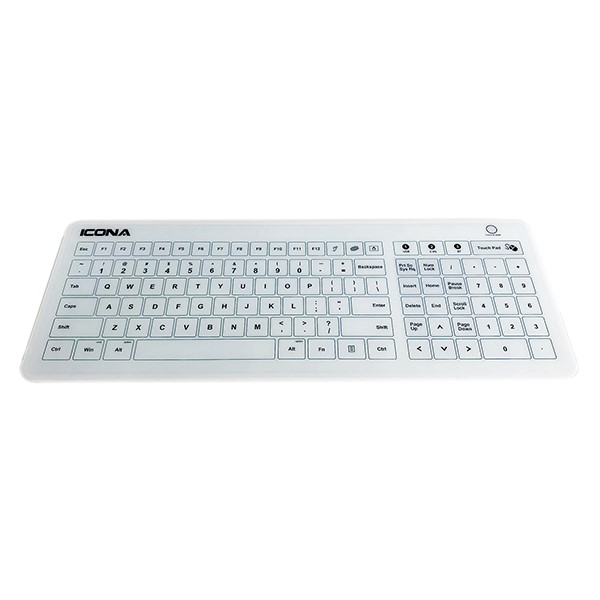 ICONA
Esc F1 F2 F3 F4 F5 F6 F7 F8 F9 F10 F11 F12 Touch Pad
~ ! @ # $ % ^ & * ( ) _ + Backspace Prt Sc Num / * - +
1 2 3 4 5 6 7 8 9 0 - = Sys Rq Lock
Tab Q W E R T Y U I O P { } | Insert Home Pause 7 8 9
[ ] \ Break
Caps A S D F G H J K L : " Enter Delete End Scroll 4 5 6
; ' Lock
Shift Z X C V B N M < > ? Shift Page ^ Page 1 2 3
, . / Up Down
Ctrl Win Alt Alt Fn Ctrl < v > 0 .